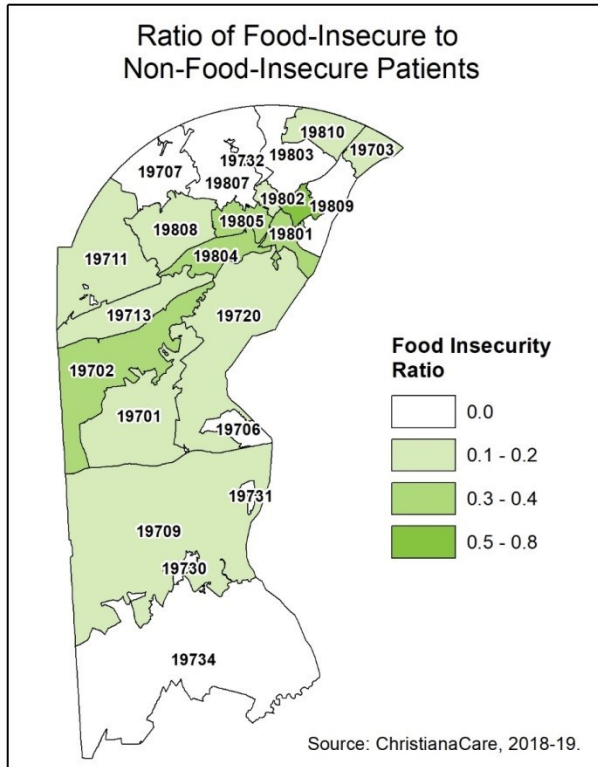 Ratio of Food-Insecure to
Non-Food-Insecure Patients
19810
19703
19803
19732
19707
19807
19802
19809
19805
19808
19801
19804
19711
19713
19720
19702
19701
19706
19731
19709
19730
19734
Food Insecurity
Ratio
0.0
0.1 - 0.2
0.3 - 0.4
0.5 - 0.8
Source: ChristianaCare, 2018-19.